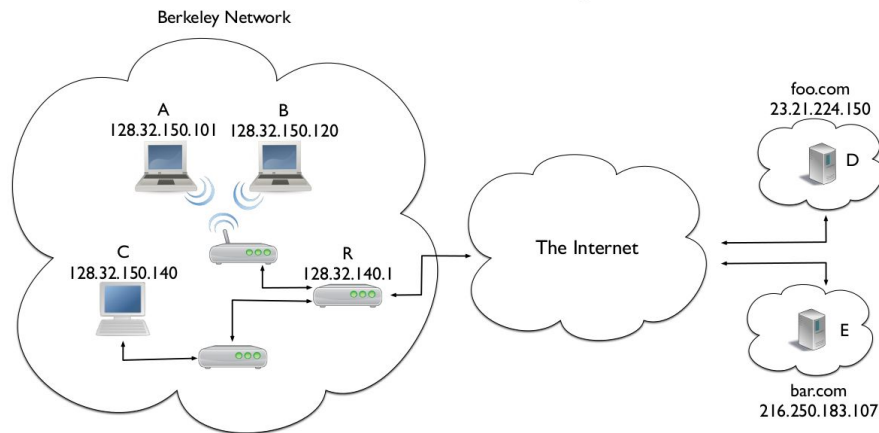 Berkeley Network
A
128.32.150.101
B
128.32.150.120
C
128.32.150.140
R
128.32.140.1
The Internet
foo.com
23.21.224.150
D
E
bar.com
216.250.183.107